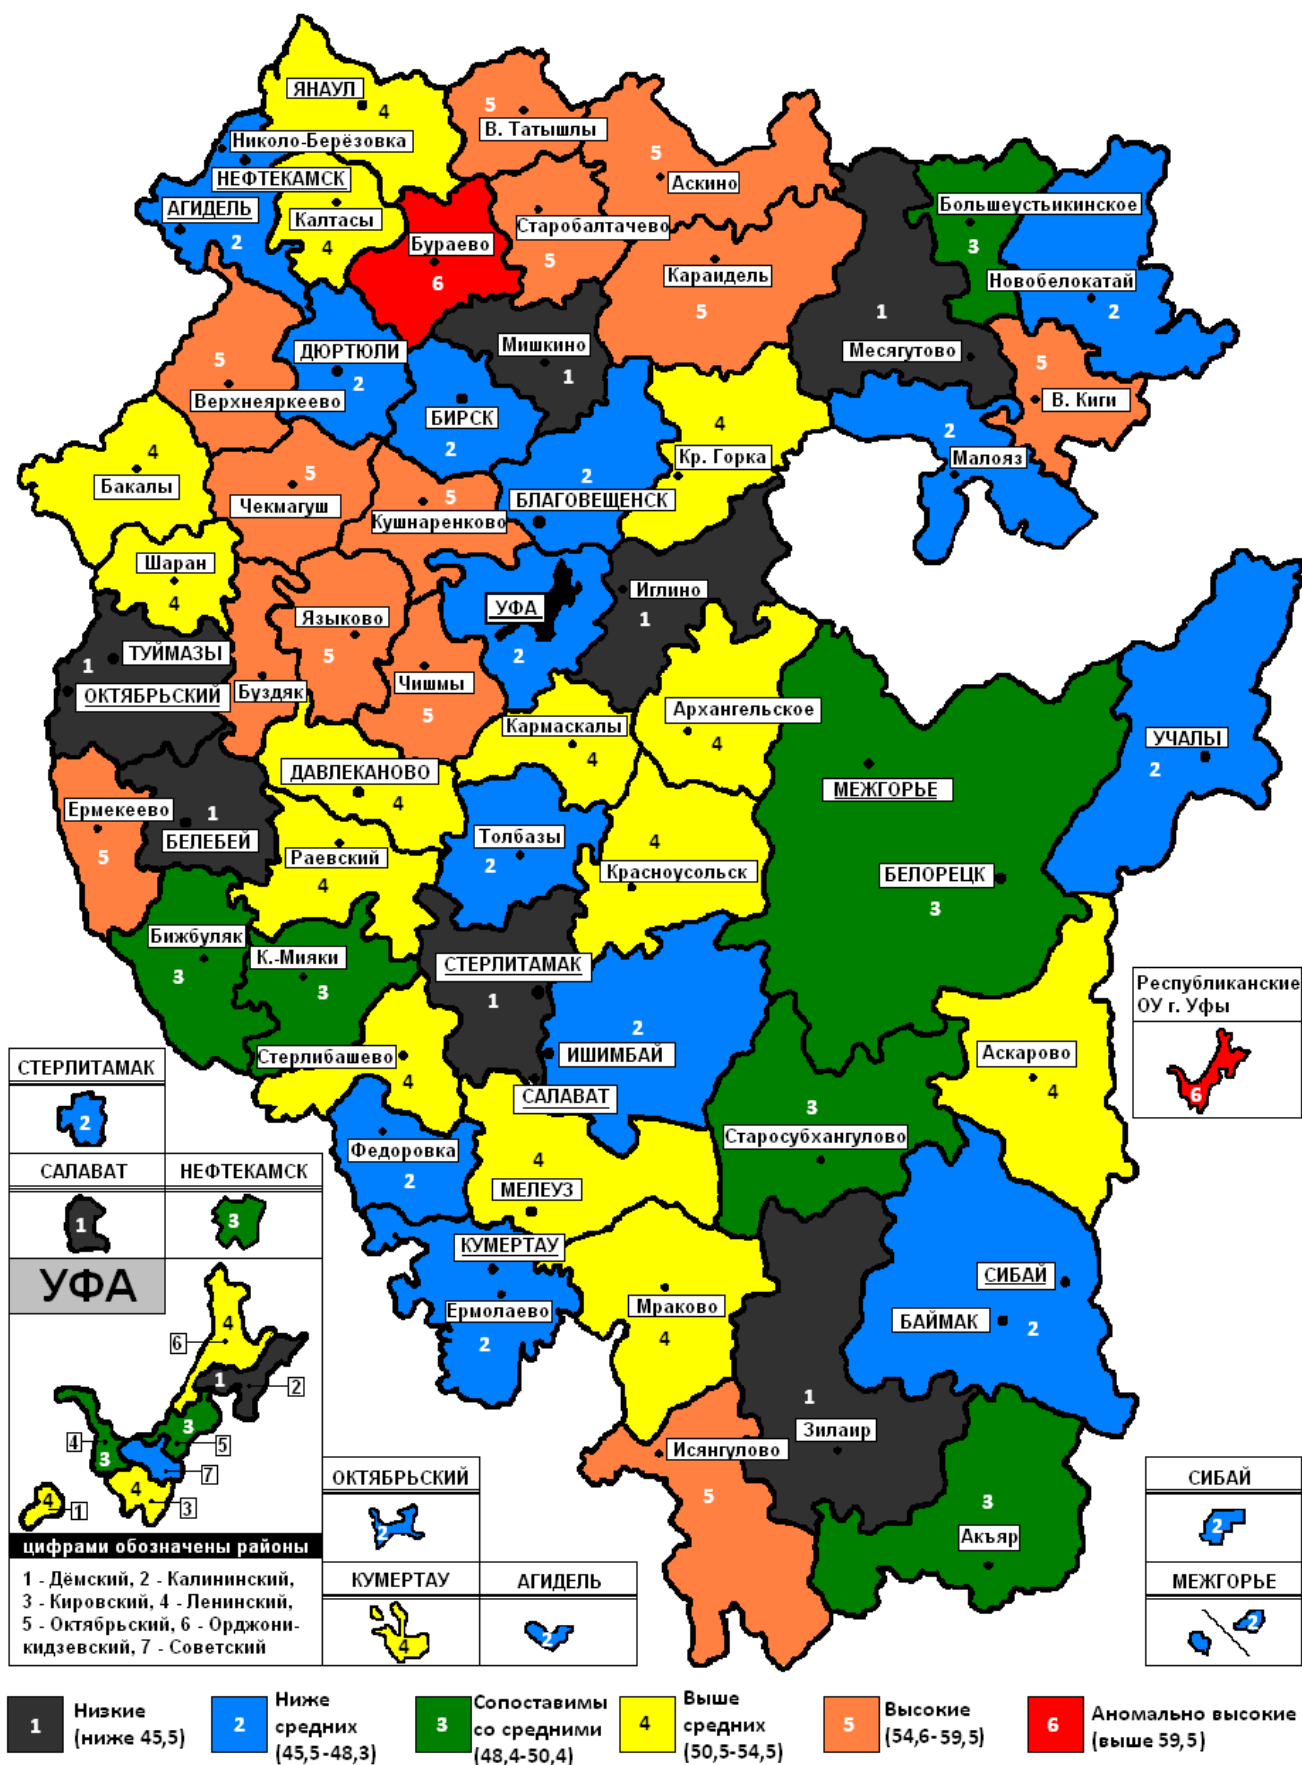 ЯНАУЛ
4
5
В. Татышлы
Николо-Берёзовка
НЕФТЕКАМСК
5
Аскино
АГИДЕЛЬ
2
Калтасы
4
Бураево
6
Старобалтачево
5
Караидель
5
Большеустьикинское
3
Новобелокатай
2
1
Месягутово
5
В. Киги
5
Верхнеяркеево
ДЮРТЮЛИ
2
Мишкино
1
БИРСК
2
4
Кр. Горка
2
Малояз
4
Бакалы
5
Чекмагуш
5
Кушнаренково
2
БЛАГОВЕЩЕНСК
Шаран
4
Языково
5
УФА
2
Иглино
1
ТУЙМАЗЫ
1
ОКТЯБРЬСКИЙ
Буздяк
Чишмы
5
Кармаскалы
4
Архангельское
4
УЧАЛЫ
2
ДАВЛЕКАНОВО
4
МЕЖГОРЬЕ
Ермекеево
5
1
БЕЛЕБЕЙ
Раевский
4
Толбазы
2
4
Красноусольск
БЕЛОРЕЦК
3
Бижбуляк
3
К.-Мияки
3
СТЕРЛИТАМАК
1
2
ИШИМБАЙ
Республиканские
ОУ г. Уфы
6
Аскарово
4
Стерлибашево
4
САЛАВАТ
3
Старосубхангулово
Федоровка
2
4
МЕЛЕУЗ
КУМЕРТАУ
Ермолаево
2
Мраково
4
СИБАЙ
БАЙМАК
2
1
Зилаир
Исянгулово
5
3
Акъяр
СТЕРЛИТАМАК
2
САЛАВАТ
НЕФТЕКАМСК
1
3
УФА
4
6
1
2
3
4
5
3
7
4
3
4
1
цифрами обозначены районы
1 - Дёмский, 2 - Калининский,
3 - Кировский, 4 - Ленинский,
5 - Октябрьский, 6 - Орджони-
кидзевский, 7 - Советский
ОКТЯБРЬСКИЙ
2
КУМЕРТАУ
4
АГИДЕЛЬ
2
СИБАЙ
2
МЕЖГОРЬЕ
2
1
Низкие
(ниже 45,5)
2
Ниже
средних
(45,5-48,3)
3
Сопоставимы
со средними
(48,4-50,4)
4
Выше
средних
(50,5-54,5)
5
Высокие
(54,6-59,5)
6
Аномально высокие
(выше 59,5)